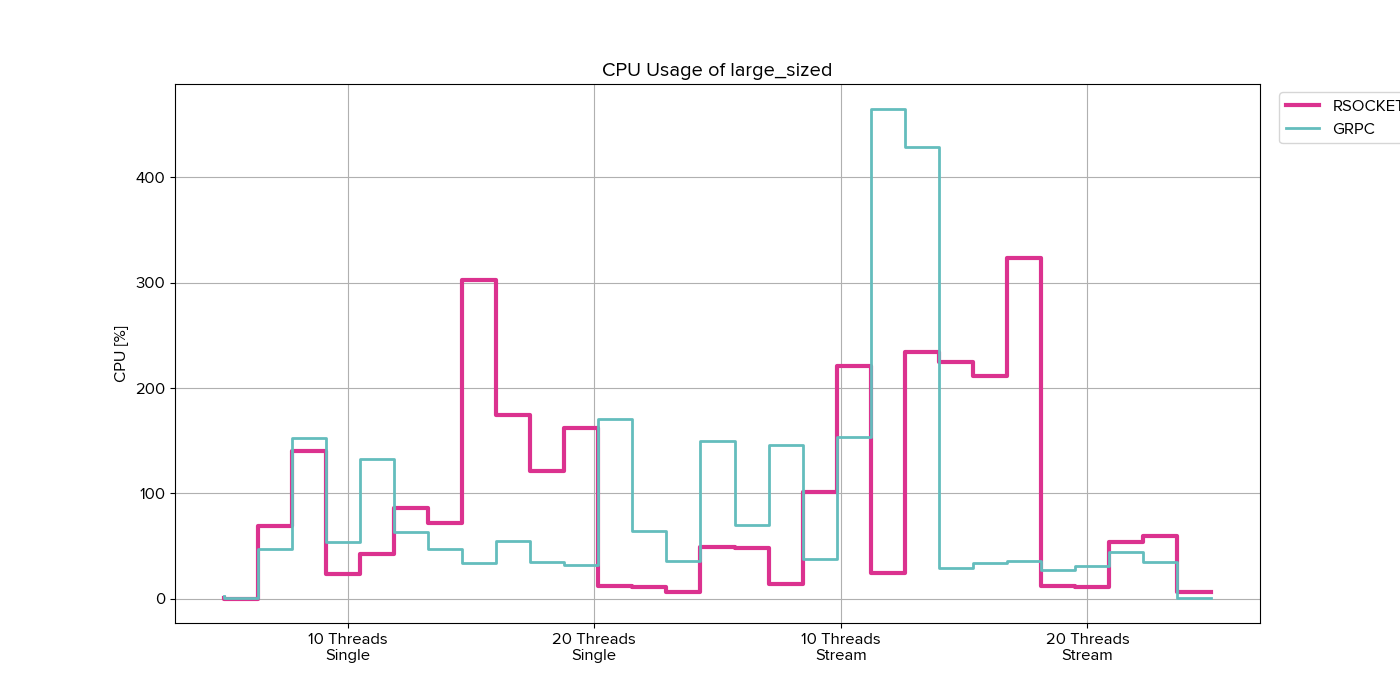 CPU Usage of large_sized
RSOCKET
GRPC
CPU [%]
400
300
200
100
0
10 Threads
Single
20 Threads
Single
10 Threads
Stream
20 Threads
Stream